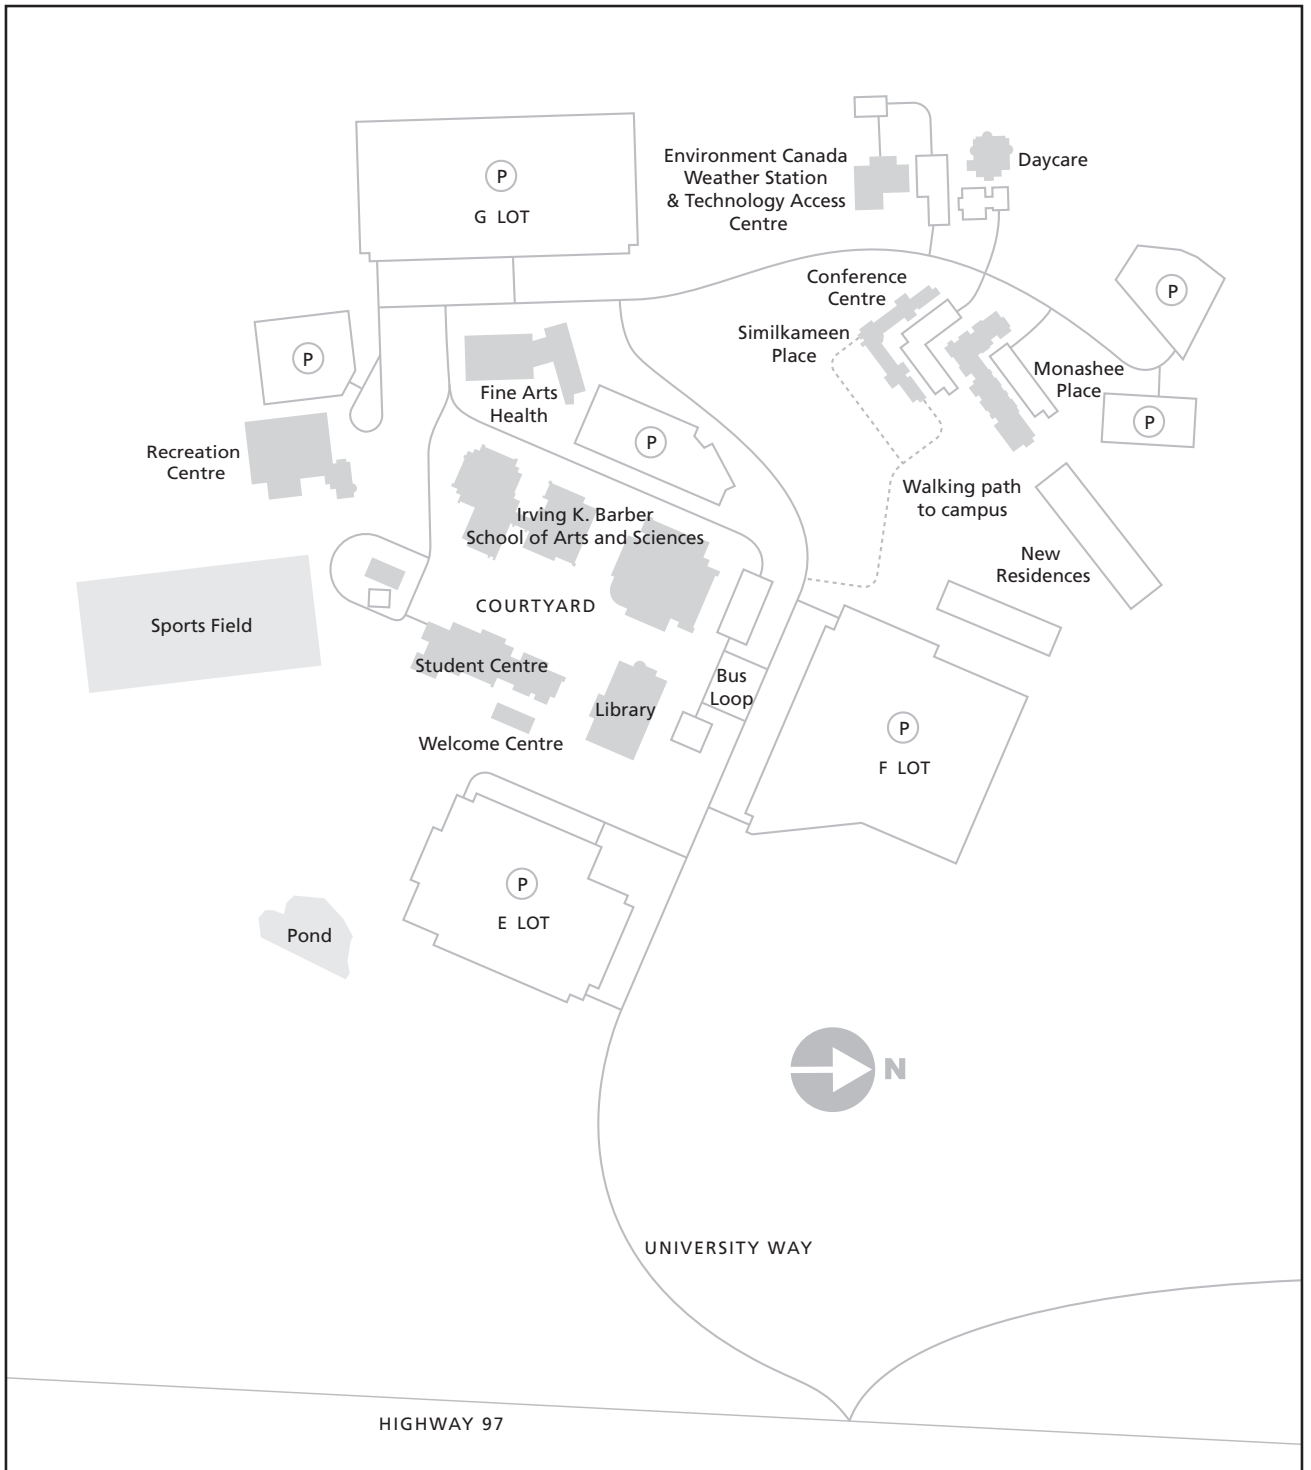 Environment Canada
Weather Station
& Technology Access
Centre
Daycare
P
G LOT
Conference
Centre
Similkameen
Place
P
P
Monashee
Place
P
Fine Arts
Health
P
Recreation
Centre
Walking path
to campus
Irving K. Barber
School of Arts and Sciences
New
Residences
COURTYARD
Sports Field
Student Centre
Bus
Loop
Library
Welcome Centre
P
F LOT
P
E LOT
Pond
N
UNIVERSITY WAY
HIGHWAY 97